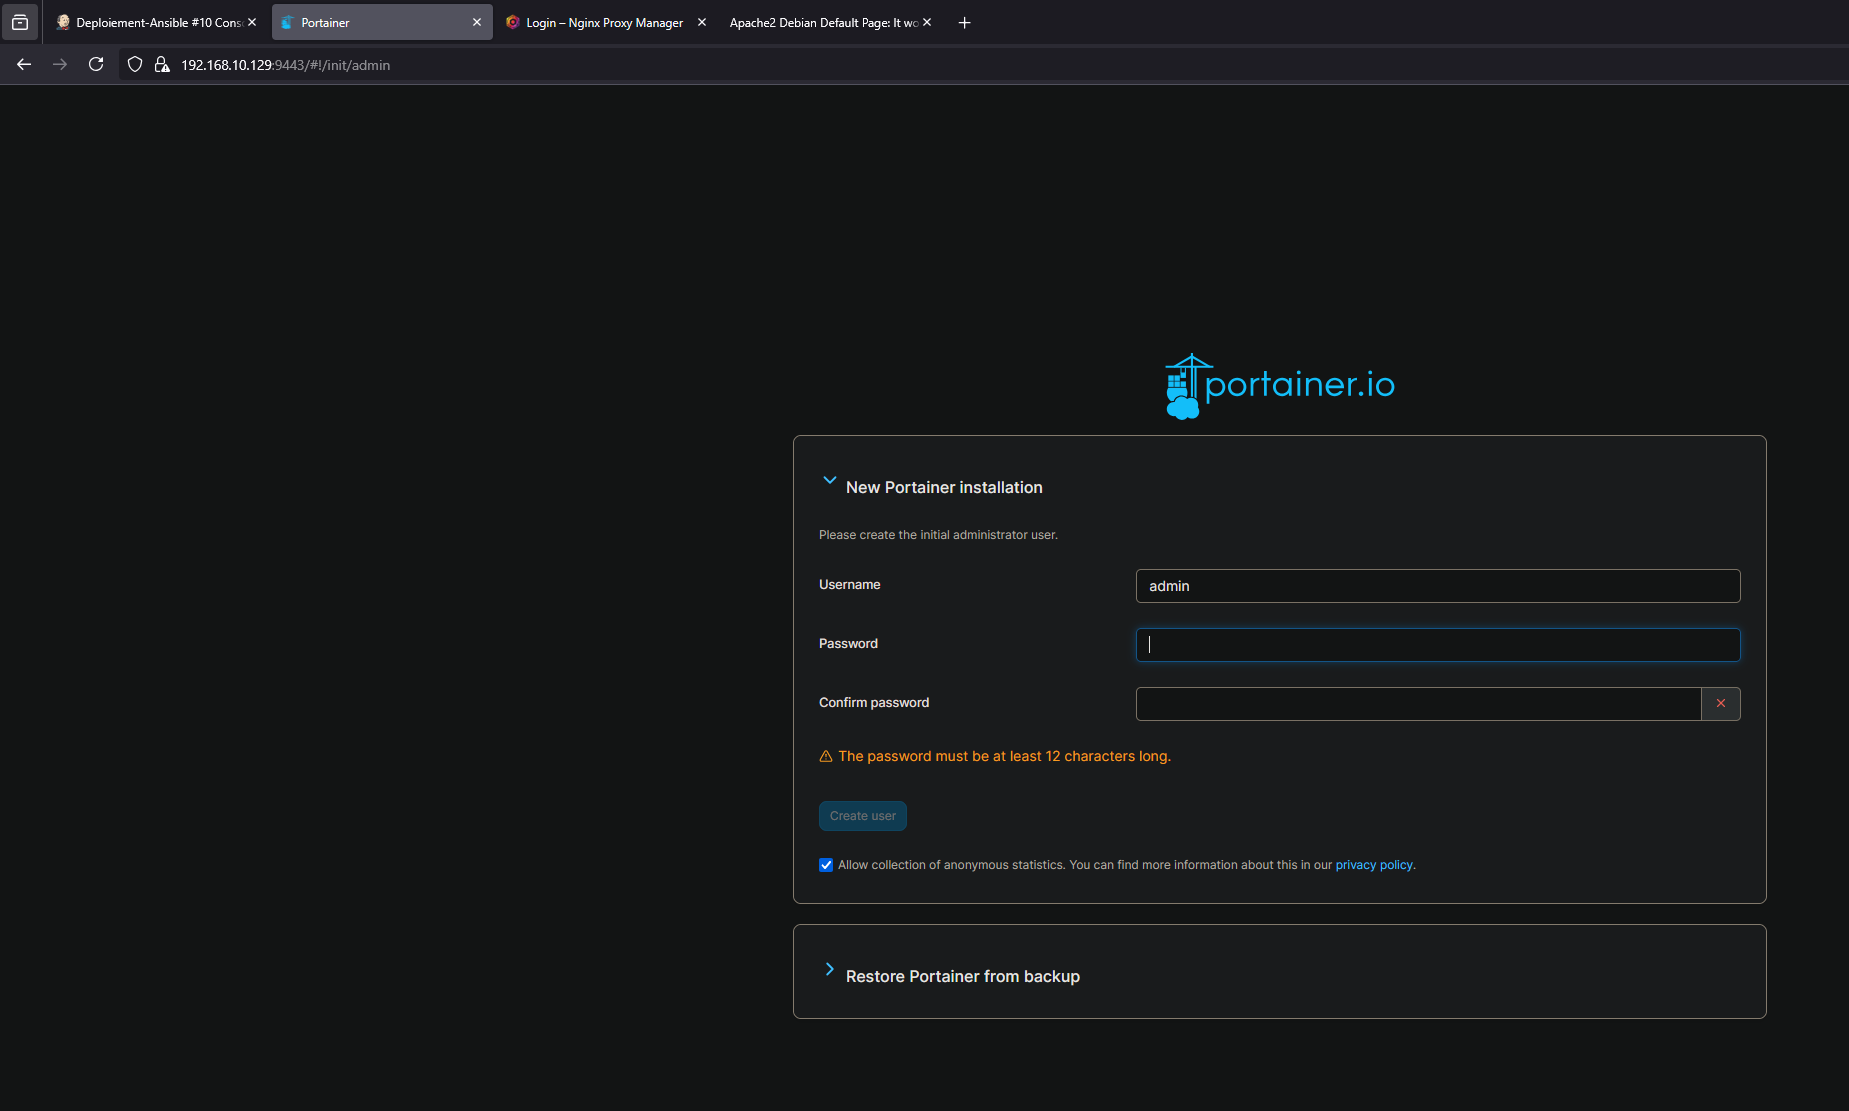 Deploiement-Ansible #10 Cons
Portainer
Login – Nginx Proxy Manager
Apache2 Debian Default Page: It wo
192.168.10.129:9443/#!/init/admin
portainer.io
New Portainer installation
Please create the initial administrator user.
Username
admin
Password
Confirm password
The password must be at least 12 characters long.
Create user
Allow collection of anonymous statistics. You can find more information about this in our privacy policy.
Restore Portainer from backup